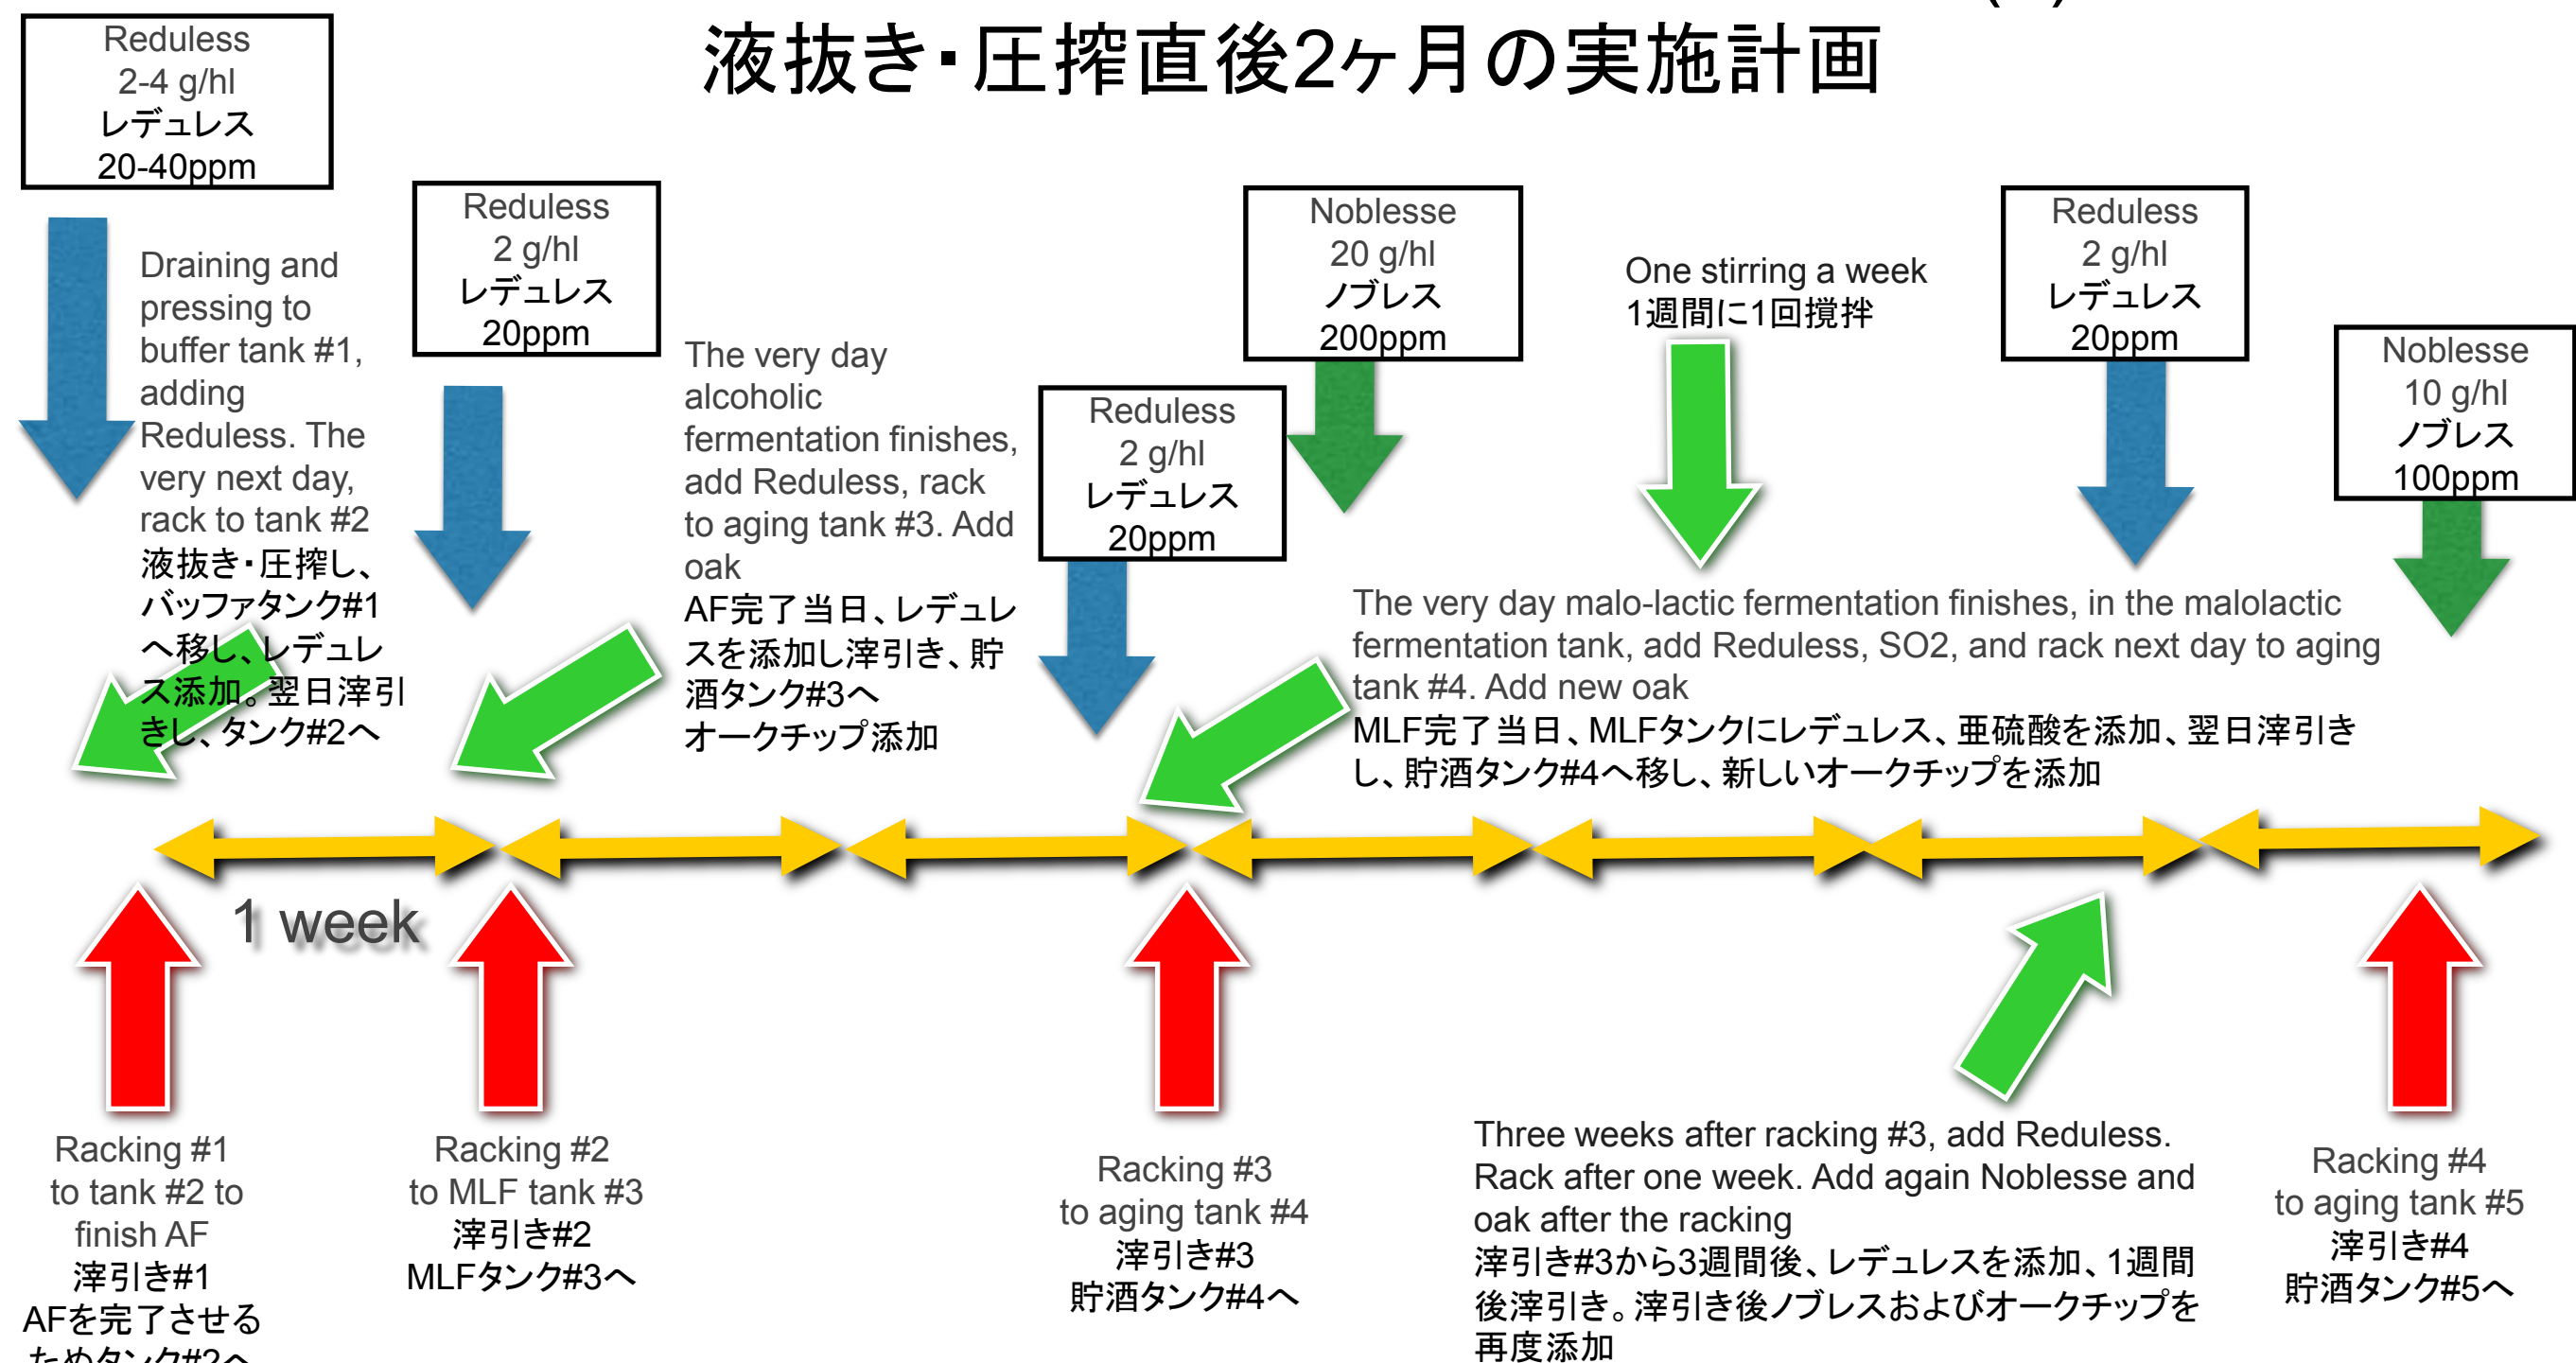 液抜き・圧搾直後2ヶ月の実施計画
Reduless
2-4 g/hl
レデュレス
20-40ppm
Draining and
pressing to
buffer tank #1,
adding
Reduless. The
very next day,
rack to tank #2
液抜き・圧搾し、
バッファタンク#1
へ移し、レデュレ
ス添加。翌日滓引
きし、タンク#2へ
Reduless
2 g/hl
レデュレス
20ppm
The very day
alcoholic
fermentation finishes,
add Reduless, rack
to aging tank #3. Add
oak
AF完了当日、レデュレ
スを添加し滓引き、貯
酒タンク#3へ
オークチップ添加
Reduless
2 g/hl
レデュレス
20ppm
Noblesse
20 g/hl
ノブレス
200ppm
One stirring a week
1週間に1回撹拌
Reduless
2 g/hl
レデュレス
20ppm
Noblesse
10 g/hl
ノブレス
100ppm
The very day malo-lactic fermentation finishes, in the malolactic
fermentation tank, add Reduless, SO2, and rack next day to aging
tank #4. Add new oak
MLF完了当日、MLFタンクにレデュレス、亜硫酸を添加、翌日滓引き
し、貯酒タンク#4へ移し、新しいオークチップを添加
1 week
Racking #1
to tank #2 to
finish AF
滓引き#1
AFを完了させる
ためタンク#2へ
Racking #2
to MLF tank #3
滓引き#2
MLFタンク#3へ
Racking #3
to aging tank #4
滓引き#3
貯酒タンク#4へ
Three weeks after racking #3, add Reduless.
Rack after one week. Add again Noblesse and
oak after the racking
滓引き#3から3週間後、レデュレスを添加、1週間
後滓引き。滓引き後ノブレスおよびオークチップを
再度添加
Racking #4
to aging tank #5
滓引き#4
貯酒タンク#5へ